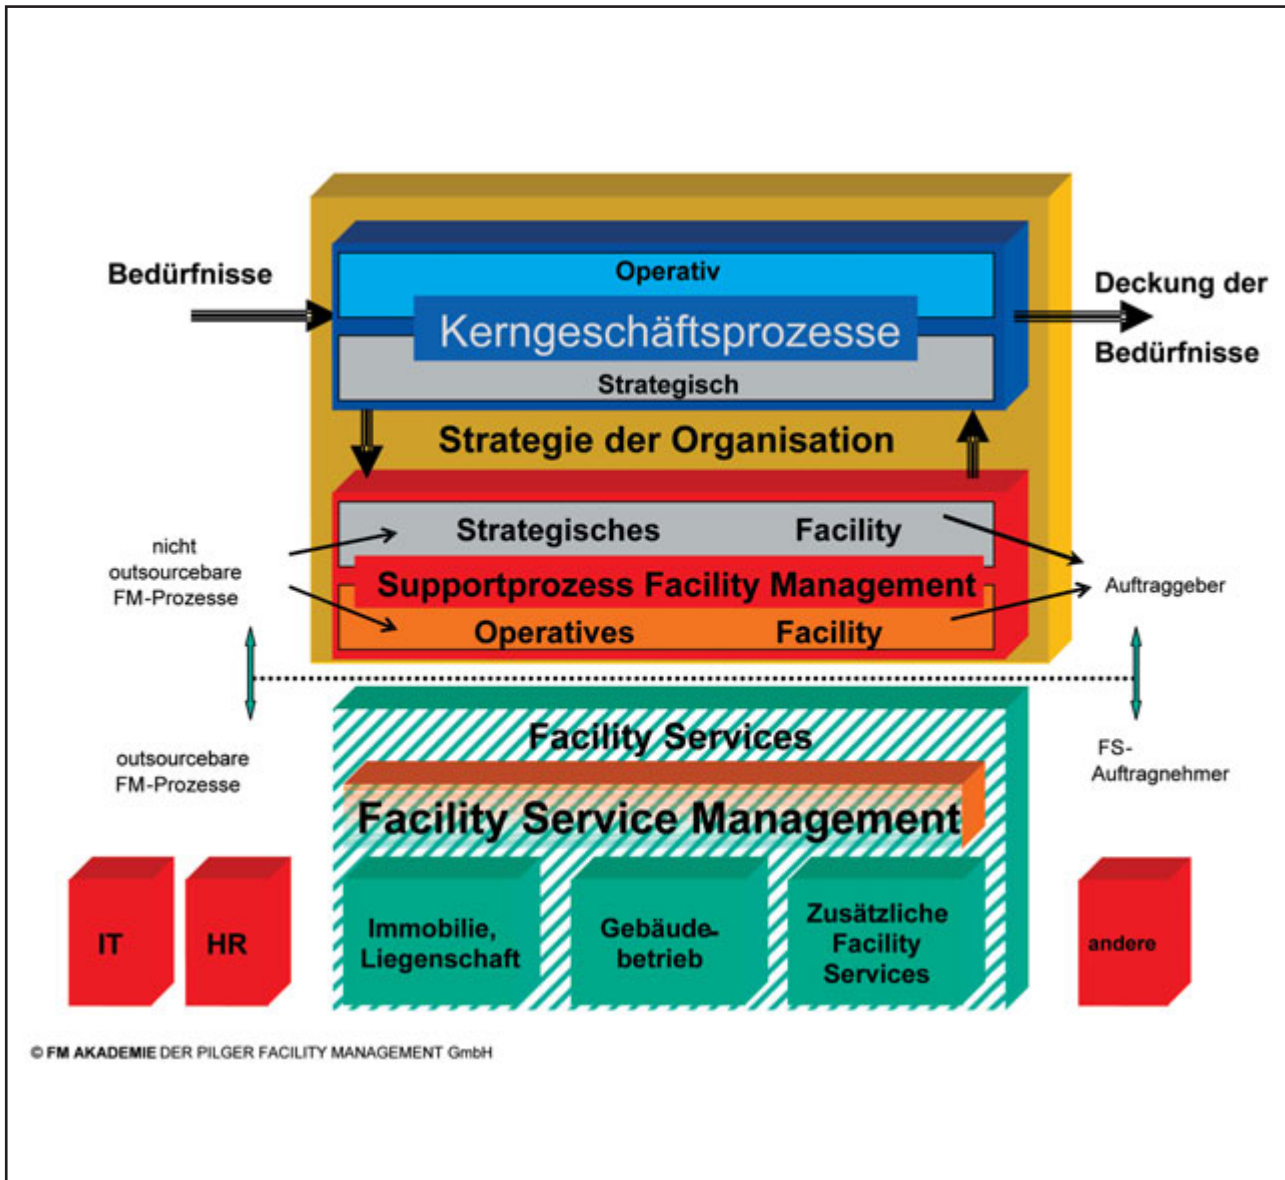 Bedürfnisse
Operativ
Kerngeschäftsprozesse
Strategisch
Deckung der
Bedürfnisse
Strategie der Organisation
nicht
outsourcebare
FM-Prozesse
Strategisches Facility
Supportprozess Facility Management
Operatives Facility
Auftraggeber
outsourcebare
FM-Prozesse
Facility Services
Facility Service Management
FS-
Auftragnehmer
IT
HR
Immobilie,
Liegenschaft
Gebäude-
betrieb
Zusätzliche
Facility
Services
andere
© FM AKADEMIE DER PILGER FACILITY MANAGEMENT GmbH